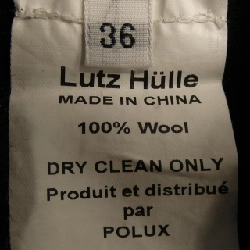 36
Lutz Hülle
MADE IN CHINA
100% Wool
DRY CLEAN ONLY
Produit et distribué
par
POLUX